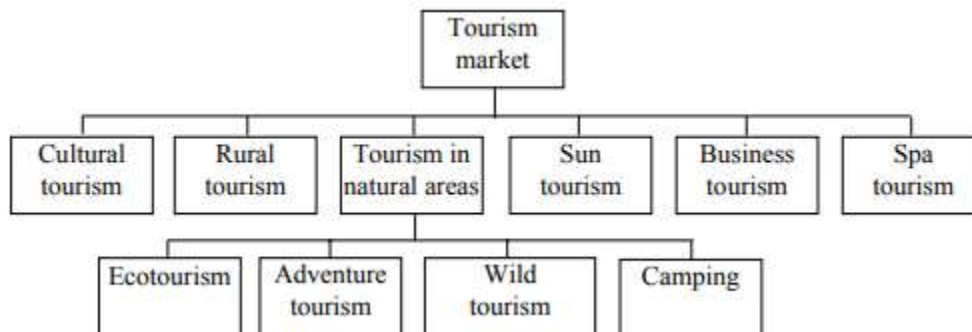 Tourism
market
Cultural
tourism
Rural
tourism
Tourism in
natural areas
Sun
tourism
Business
tourism
Spa
tourism
Ecotourism
Adventure
tourism
Wild
tourism
Camping